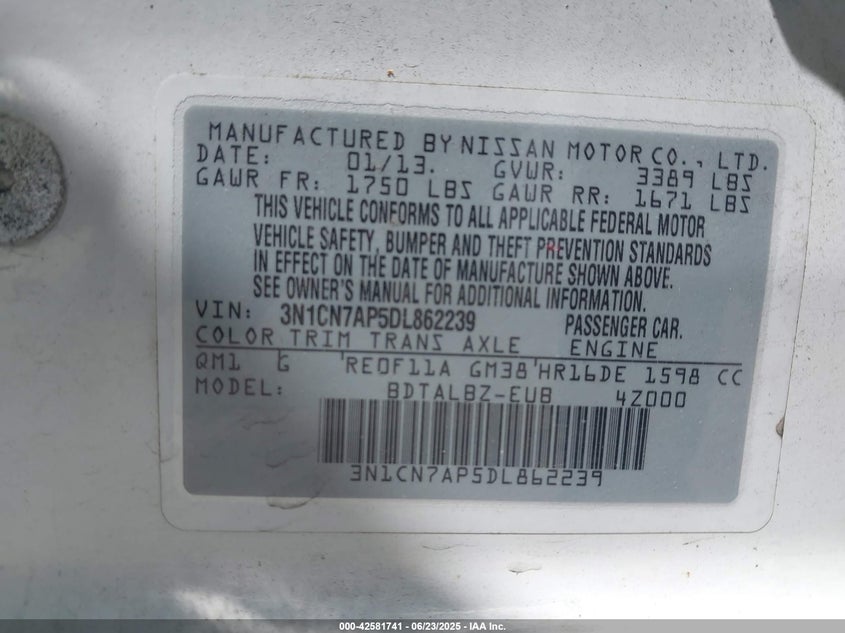 MANUFACTURED BY NISSAN MOTOR CO., LTD.
DATE: 01/13. GVWR: 3389 LBS
GAWR FR: 1750 LBS GAWR RR: 1671 LBS
THIS VEHICLE CONFORMS TO ALL APPLICABLE FEDERAL MOTOR
VEHICLE SAFETY, BUMPER AND THEFT PREVENTION STANDARDS
IN EFFECT ON THE DATE OF MANUFACTURE SHOWN ABOVE.
SEE OWNER'S MANUAL FOR ADDITIONAL INFORMATION.
VIN: 3N1CN7AP5DL862239 PASSENGER CAR.
COLOR TRIM TRANS AXLE ENGINE
QM1 G RE0F11A GM38 HR16DE 1598 CC
MODEL: BDTALBZ-EUB 4Z000
3N1CN7AP5DL862239
000-42581741 - 06/23/2025 - IAA Inc.